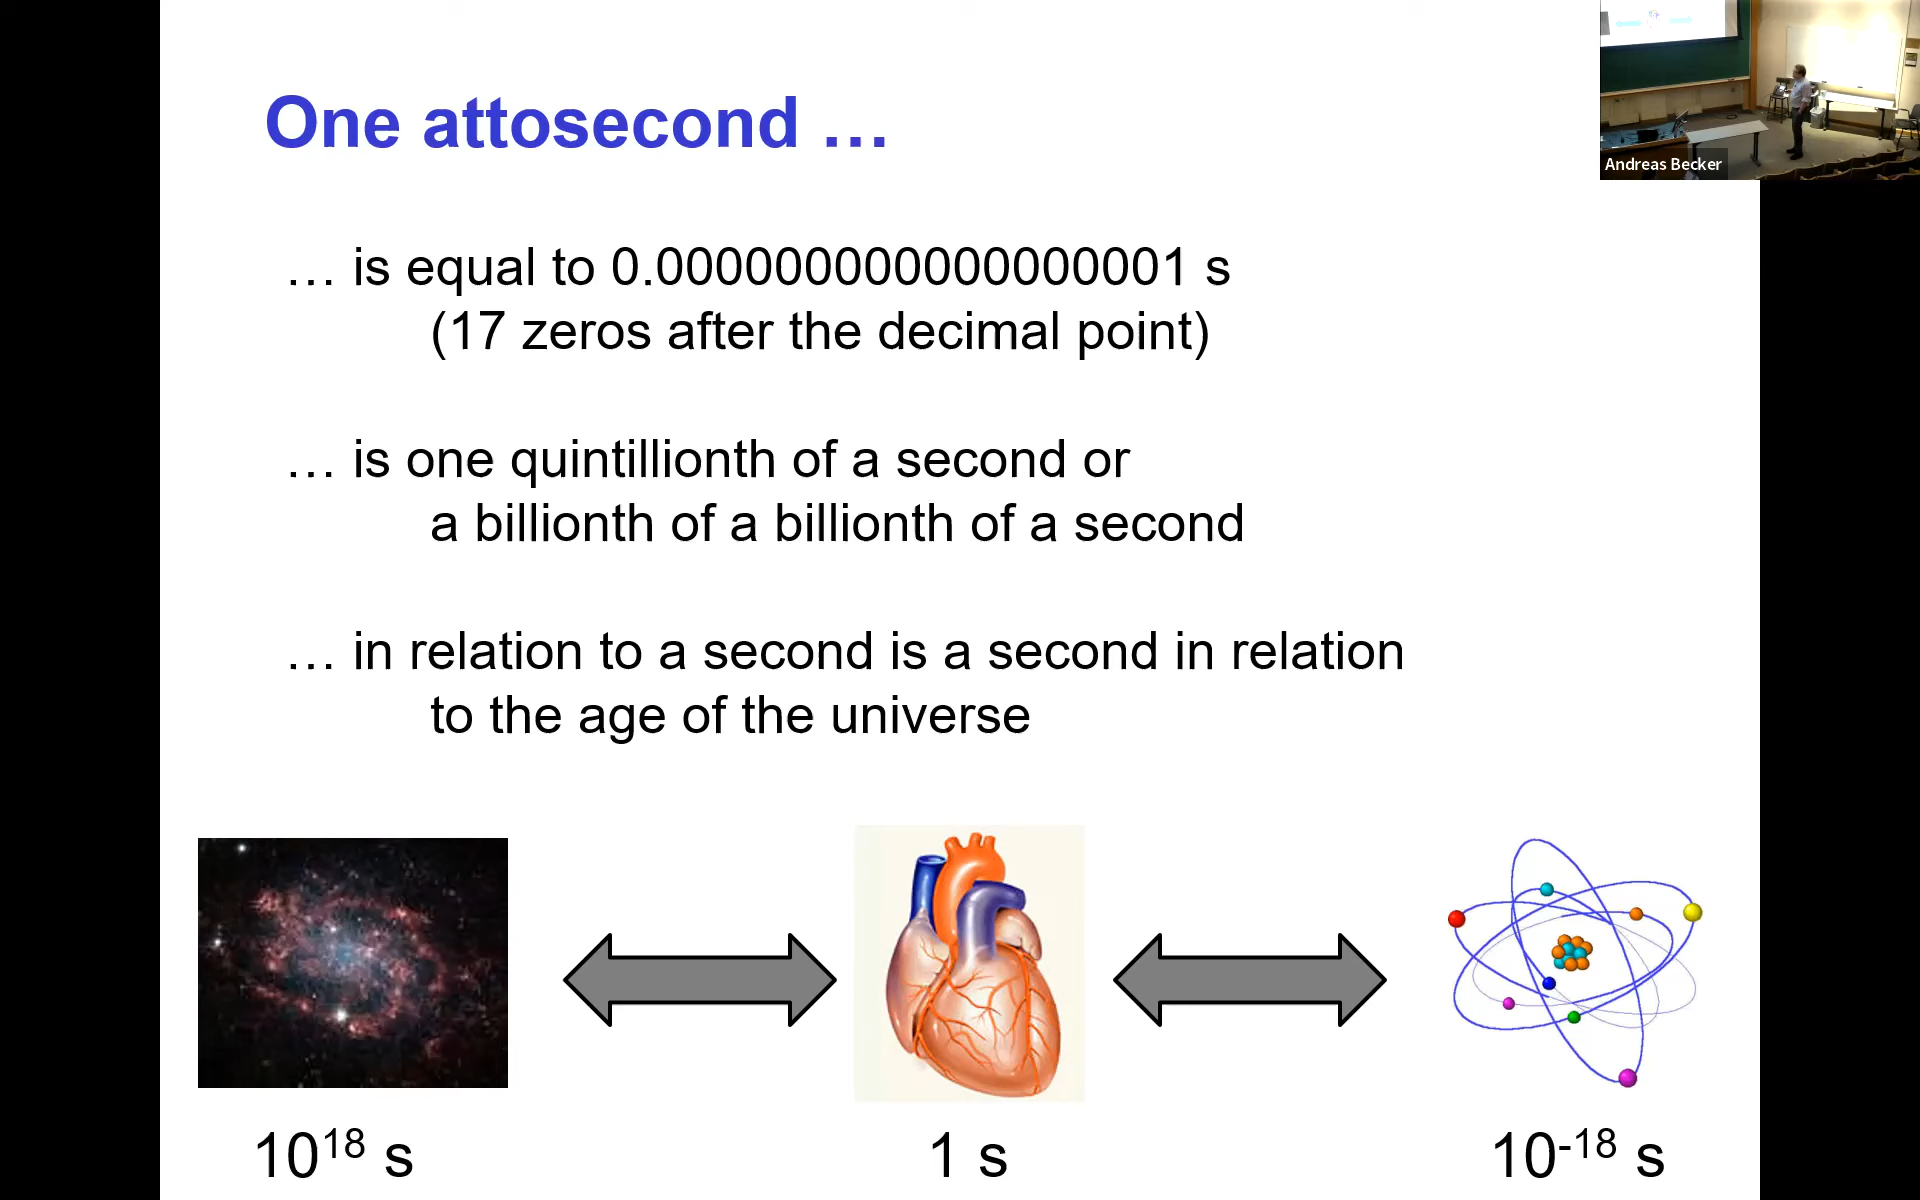 One attosecond …
Andreas Becker
… is equal to 0.000000000000000001 s
(17 zeros after the decimal point)
… is one quintillionth of a second or
a billionth of a billionth of a second
… in relation to a second is a second in relation
to the age of the universe
10¹⁸ s
1 s
10⁻¹⁸ s